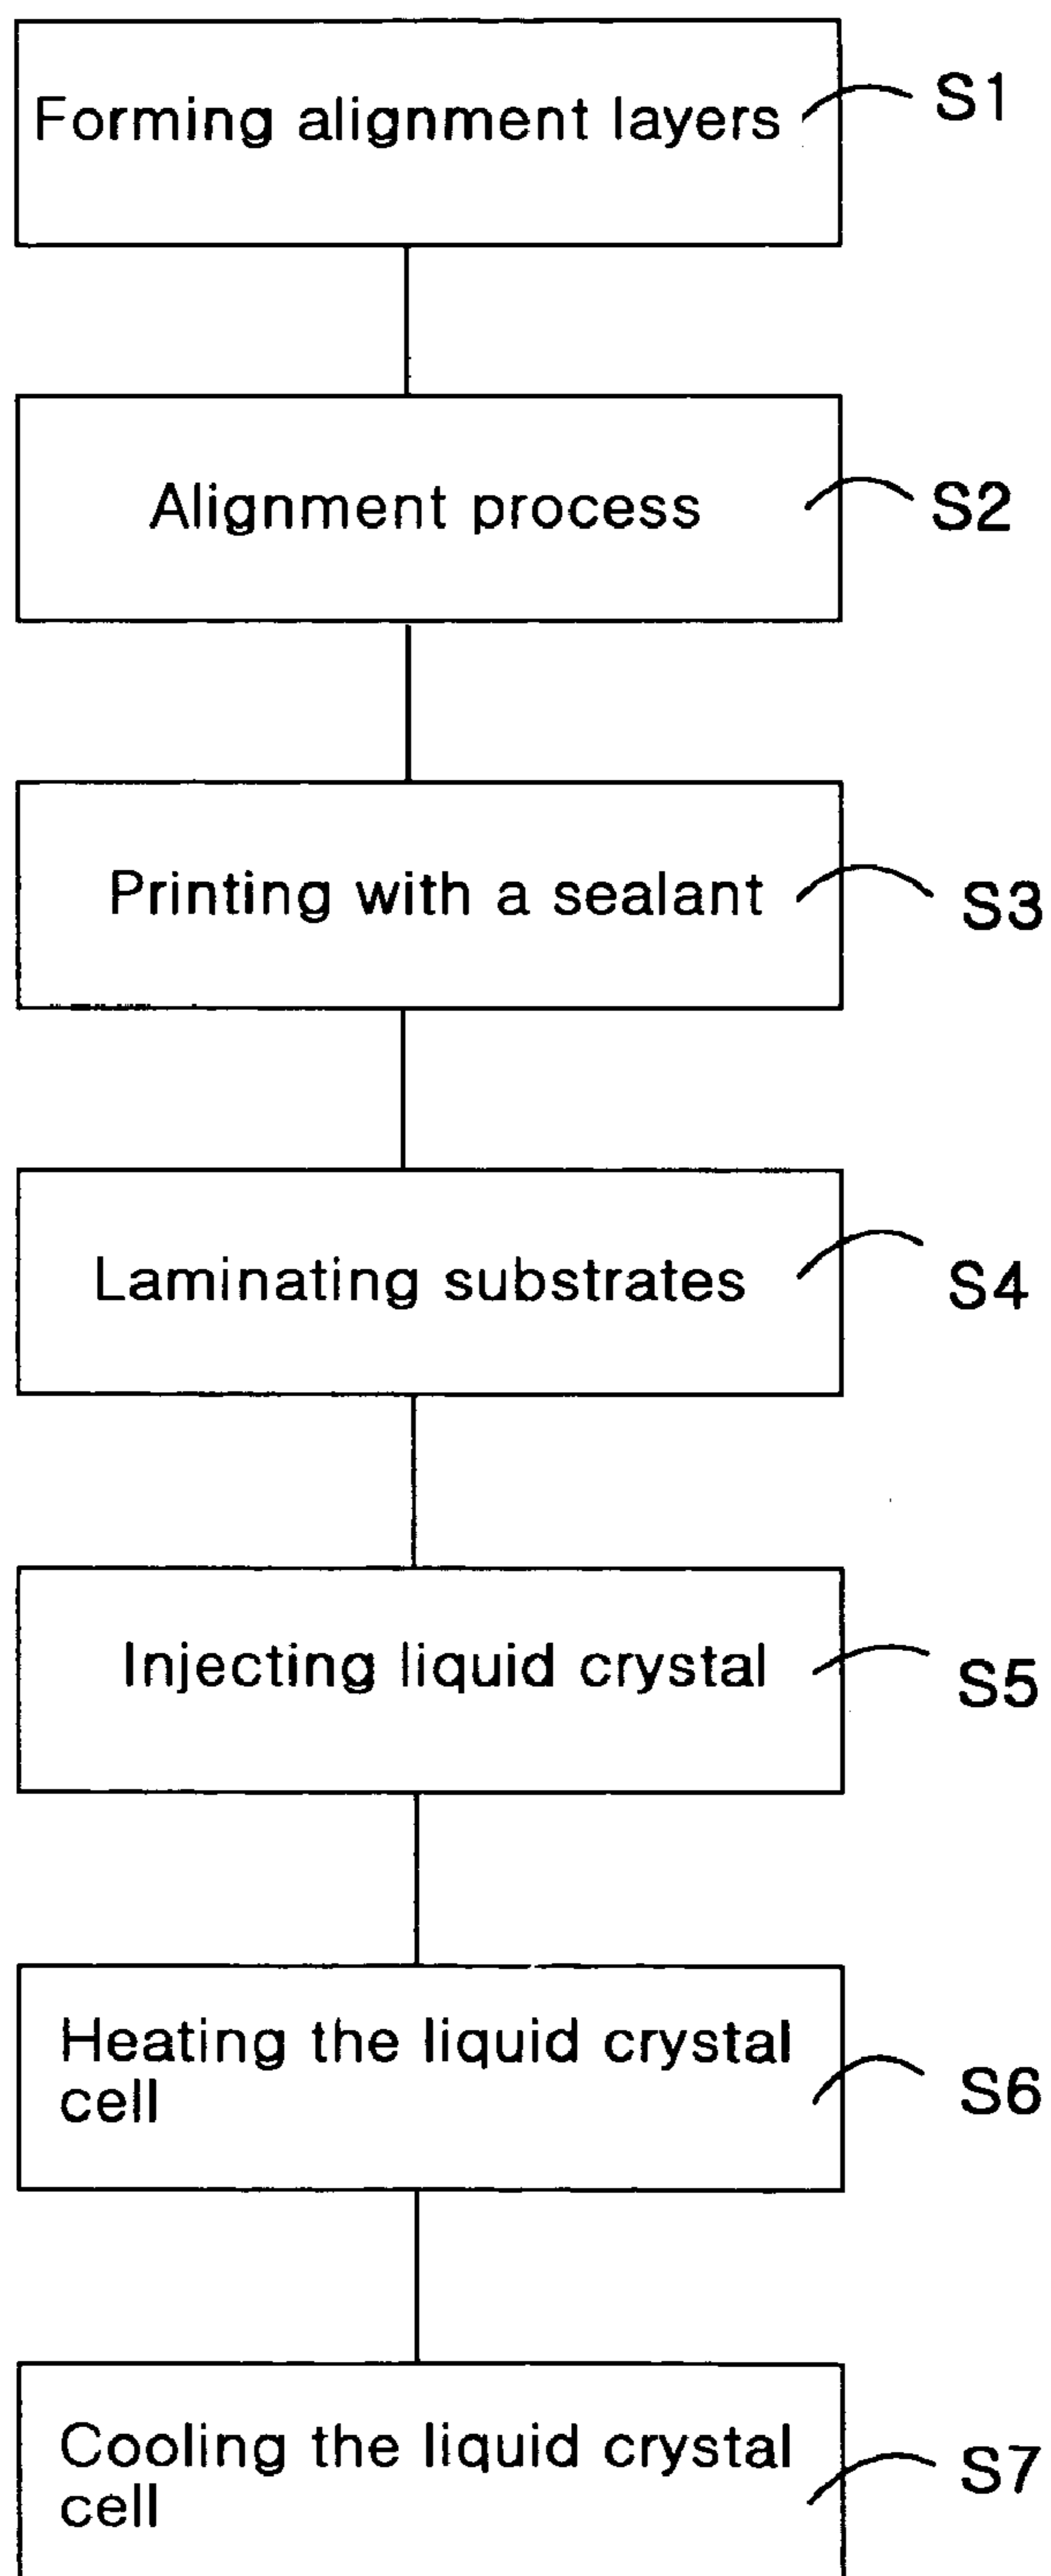 Forming alignment layers
S1
Alignment process
S2
Printing with a sealant
S3
Laminating substrates
S4
Injecting liquid crystal
S5
Heating the liquid crystal
cell
S6
Cooling the liquid crystal
cell
S7